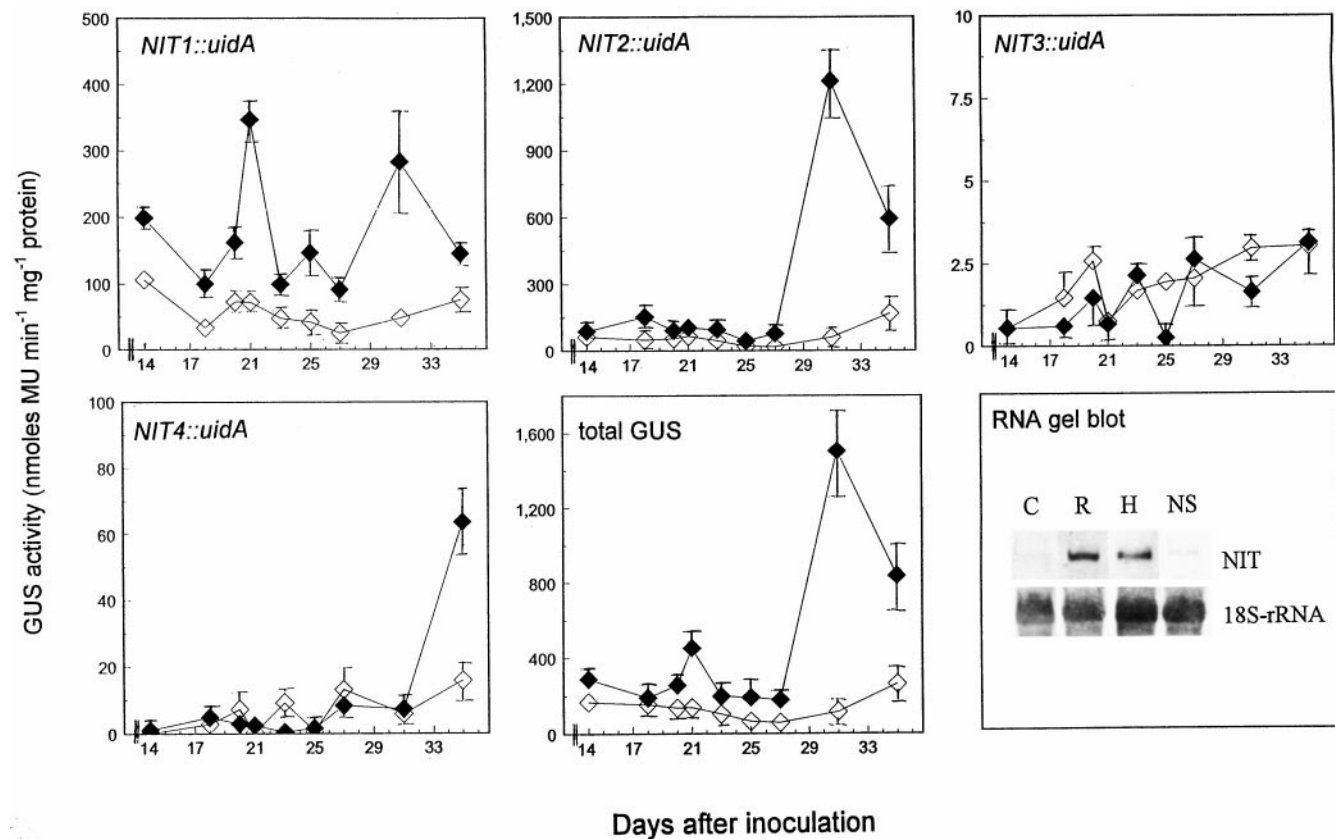 GUS activity (nmoles MU min⁻¹ mg⁻¹ protein)
NIT1::uidA
500
400
300
200
100
50
0
14 17 21 25 29 33
NIT2::uidA
1,500
1,200
900
600
300
150
0
14 17 21 25 29 33
NIT3::uidA
10
7.5
5
2.5
0
14 17 21 25 29 33
NIT4::uidA
100
80
60
40
20
0
14 17 21 25 29 33
total GUS
1,600
1,200
800
400
200
0
14 17 21 25 29 33
RNA gel blot
C R H NS
NIT
18S-rRNA
Days after inoculation